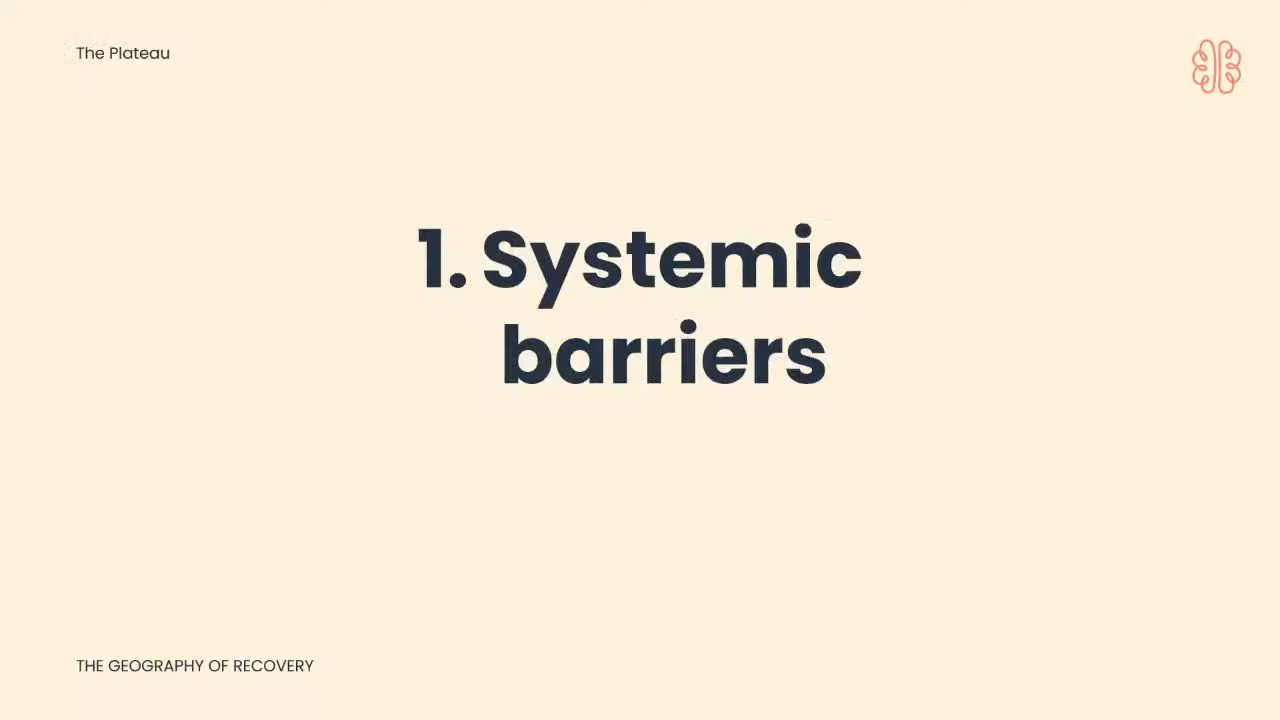 The Plateau
1. Systemic
barriers
THE GEOGRAPHY OF RECOVERY